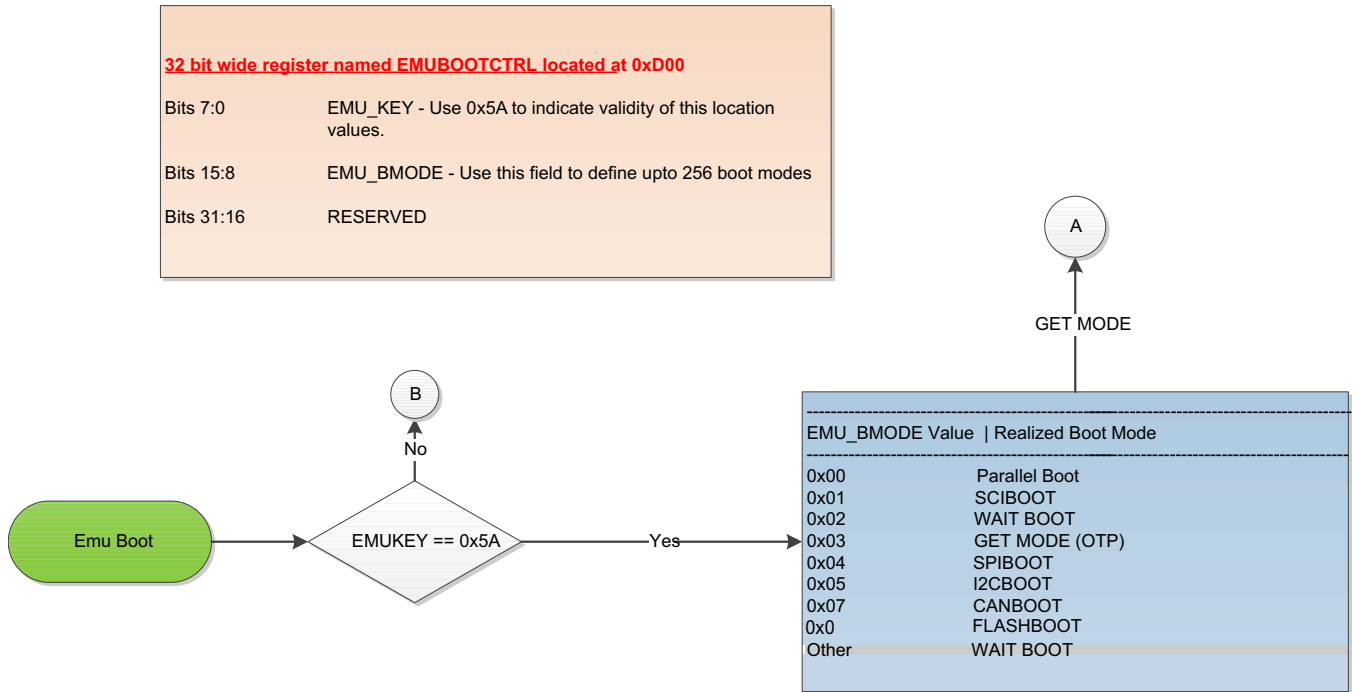 32 bit wide register named EMUBOOTCTRL located at 0xD00
Bits 7:0 EMU_KEY - Use 0x5A to indicate validity of this location
values.
Bits 15:8 EMU_BMODE - Use this field to define upto 256 boot modes
Bits 31:16 RESERVED
A
GET MODE
B
No
Emu Boot
EMUKEY == 0x5A
Yes
EMU_BMODE Value | Realized Boot Mode
0x00 Parallel Boot
0x01 SCIBOOT
0x02 WAIT BOOT
0x03 GET MODE (OTP)
0x04 SPIBOOT
0x05 I2CBOOT
0x07 CANBOOT
0x0 FLASHBOOT
Other WAIT BOOT